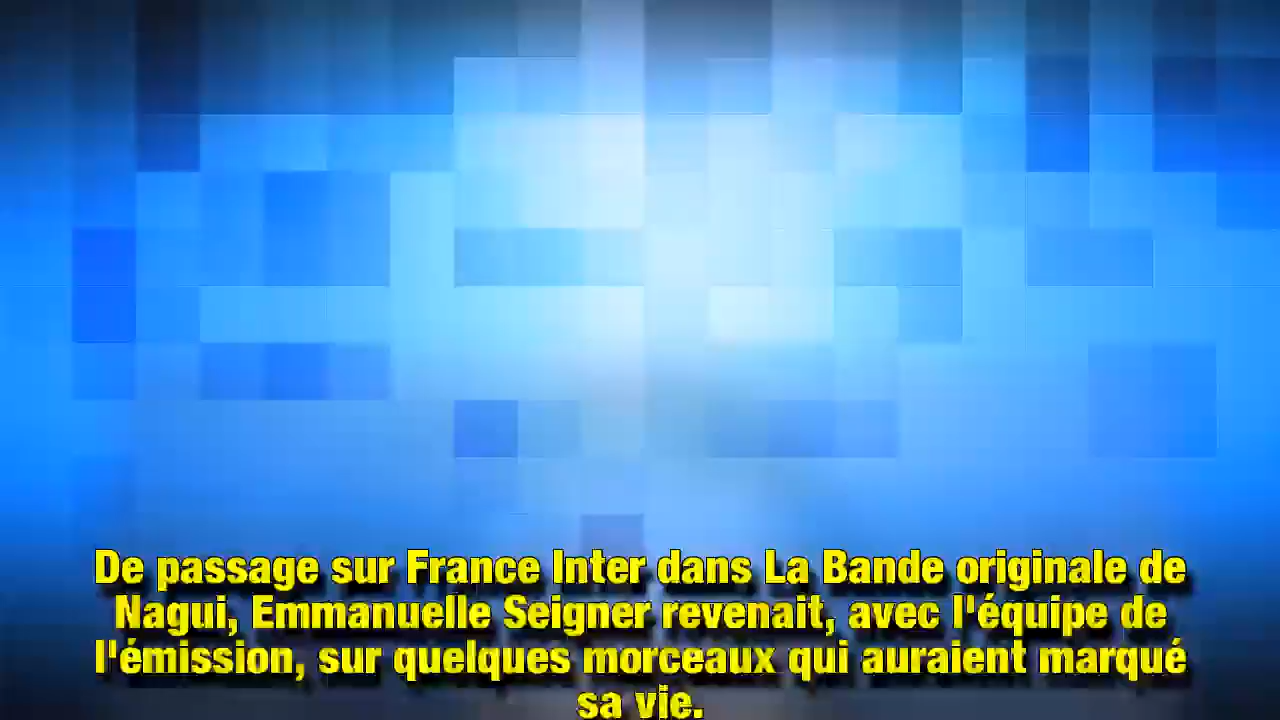 De passage sur France Inter dans La Bande originale de
Nagui, Emmanuelle Seigner revenait, avec l'équipe de
l'émission, sur quelques morceaux qui auraient marqué
sa vie.